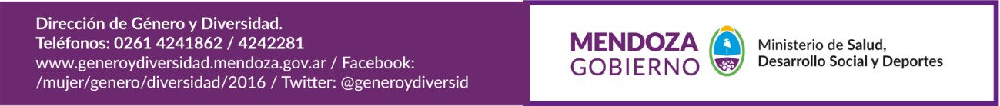 Dirección de Género y Diversidad.
Teléfonos: 0261 4241862 / 4242281
www.generoydiversidad.mendoza.gov.ar / Facebook:
/mujer/genero/diversidad/2016 / Twitter: @generoydiversid
MENDOZA
GOBIERNO
Ministerio de Salud,
Desarrollo Social y Deportes